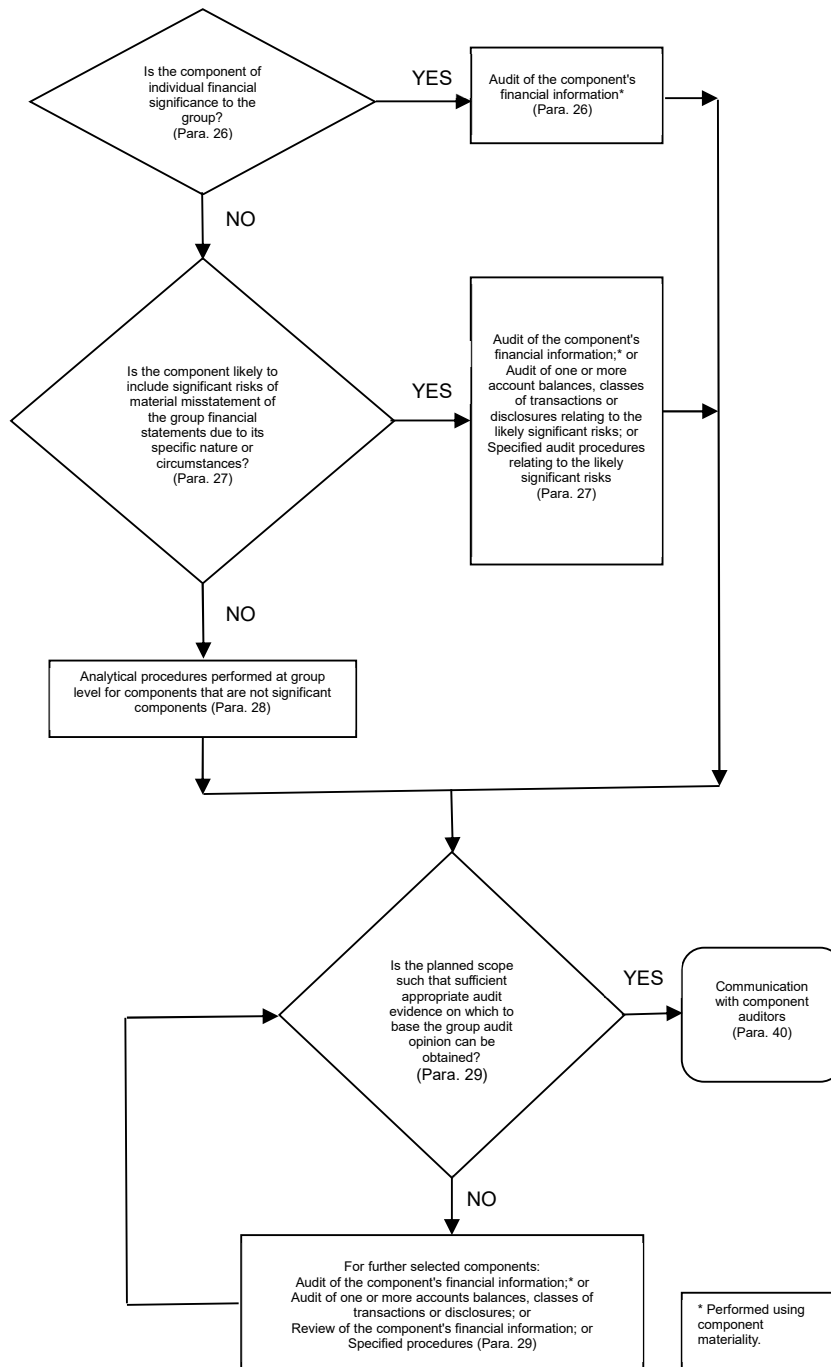 Is the component of
individual financial
significance to the
group?
(Para. 26)
YES
Audit of the component's
financial information*
(Para. 26)
NO
Is the component likely to
include significant risks of
material misstatement of
the group financial
statements due to its
specific nature or
circumstances?
(Para. 27)
YES
Audit of the component's
financial information;* or
Audit of one or more
account balances, classes
of transactions or
disclosures relating to the
likely significant risks; or
Specified audit procedures
relating to the likely
significant risks
(Para. 27)
NO
Analytical procedures performed at group
level for components that are not significant
components (Para. 28)
Is the planned scope
such that sufficient
appropriate audit
evidence on which to
base the group audit
opinion can be
obtained?
(Para. 29)
YES
Communication
with component
auditors
(Para. 40)
NO
For further selected components:
Audit of the component's financial information;* or
Audit of one or more accounts balances, classes of
transactions or disclosures; or
Review of the component's financial information; or
Specified procedures (Para. 29)
* Performed using
component
materiality.